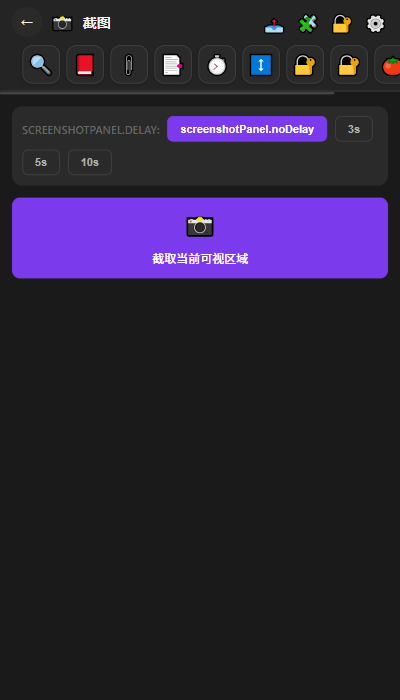 ← 截图
SCREENSHOTPANEL.DELAY: screenshotPanel.noDelay 3s
5s 10s
截取当前可视区域